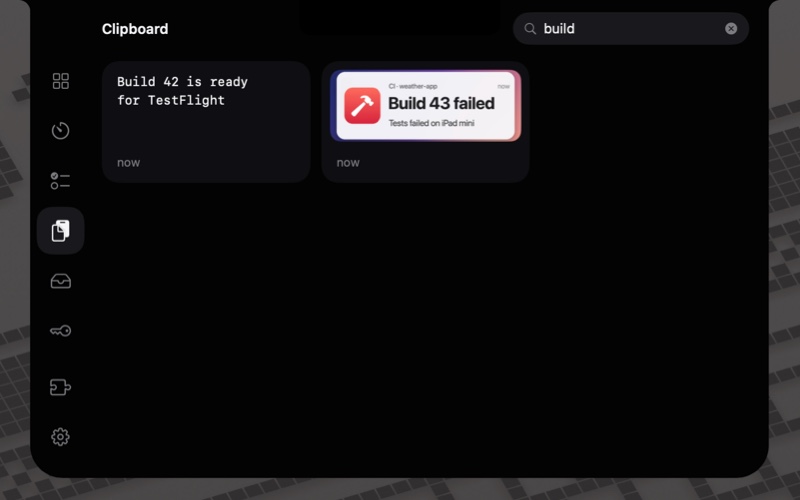 Clipboard
build
Build 42 is ready
for TestFlight
now
CI · weather-app
now
Build 43 failed
Tests failed on iPad mini
now